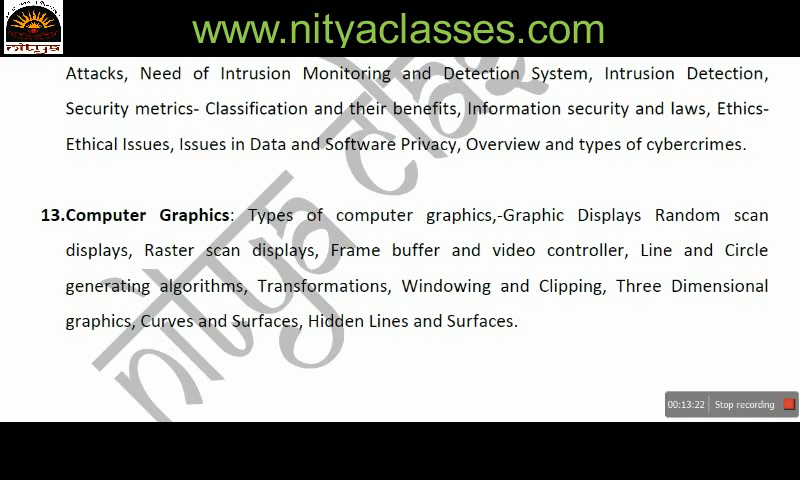 www.nityaclasses.com
nitya
Attacks, Need of Intrusion Monitoring and Detection System, Intrusion Detection,
Security metrics- Classification and their benefits, Information security and laws, Ethics-
Ethical Issues, Issues in Data and Software Privacy, Overview and types of cybercrimes.
13.Computer Graphics: Types of computer graphics,-Graphic Displays Random scan
displays, Raster scan displays, Frame buffer and video controller, Line and Circle
generating algorithms, Transformations, Windowing and Clipping, Three Dimensional
graphics, Curves and Surfaces, Hidden Lines and Surfaces.
nitya clas
00:13:22 Stop recording